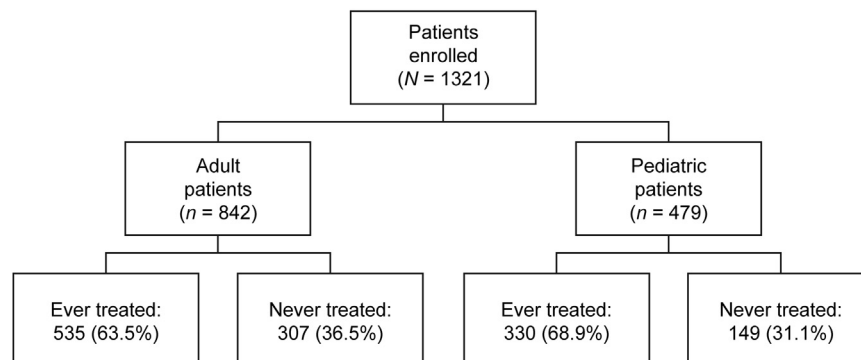 Patients
enrolled
(N = 1321)
Adult
patients
(n = 842)
Pediatric
patients
(n = 479)
Ever treated:
535 (63.5%)
Never treated:
307 (36.5%)
Ever treated:
330 (68.9%)
Never treated:
149 (31.1%)